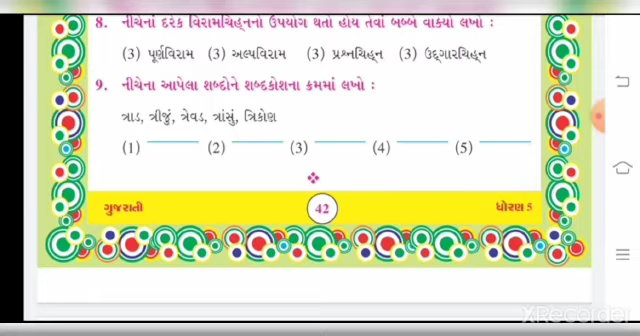 8. નીચેનાં દરેક વિરામચિહ્નનો ઉપયોગ થતો હોય તેવાં બબ્બે વાક્યો લખો :
(3) પૂર્ણવિરામ (3) અલ્પવિરામ (3) પ્રશ્નચિહ્ન (3) ઉદ્ગારચિહ્ન
9. નીચેના આપેલા શબ્દોને શબ્દકોશના ક્રમમાં લખો :
ત્રાડ, ત્રીજું, ત્રેવડ, ત્રાંસું, ત્રિકોણ
(1) (2) (3) (4) (5)
ગુજરાતી 42 ધોરણ 5
XRecorder